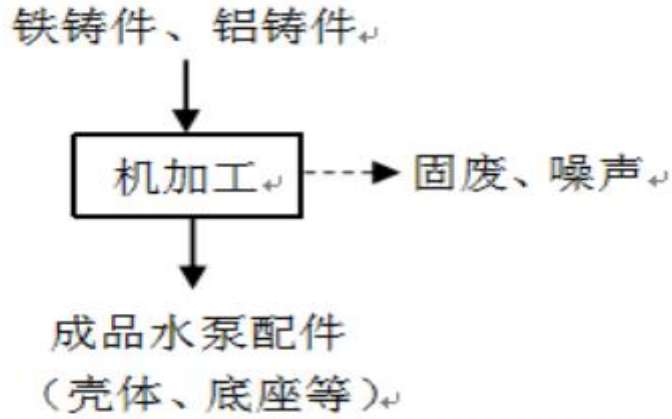 铁铸件、铝铸件
机加工
固废、噪声
成品水泵配件
（壳体、底座等）